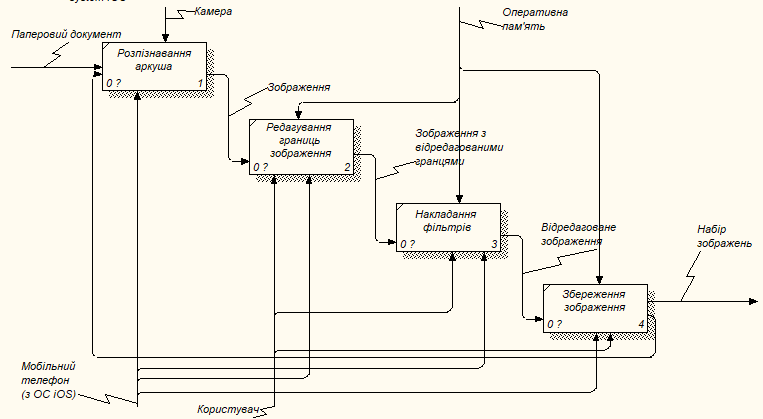 Камера
Оперативна
пам'ять
Паперовий документ
Розпізнавання
аркуша
0 ?
1
Зображення
Редагування
границь
зображення
0 ?
2
Зображення з
відредагованими
гранцями
Накладання
фільтрів
0 ?
3
Відредаговане
зображення
Набір
зображень
Збереження
зображення
0 ?
4
Мобільний
телефон
(з ОС iOS)
Користувач